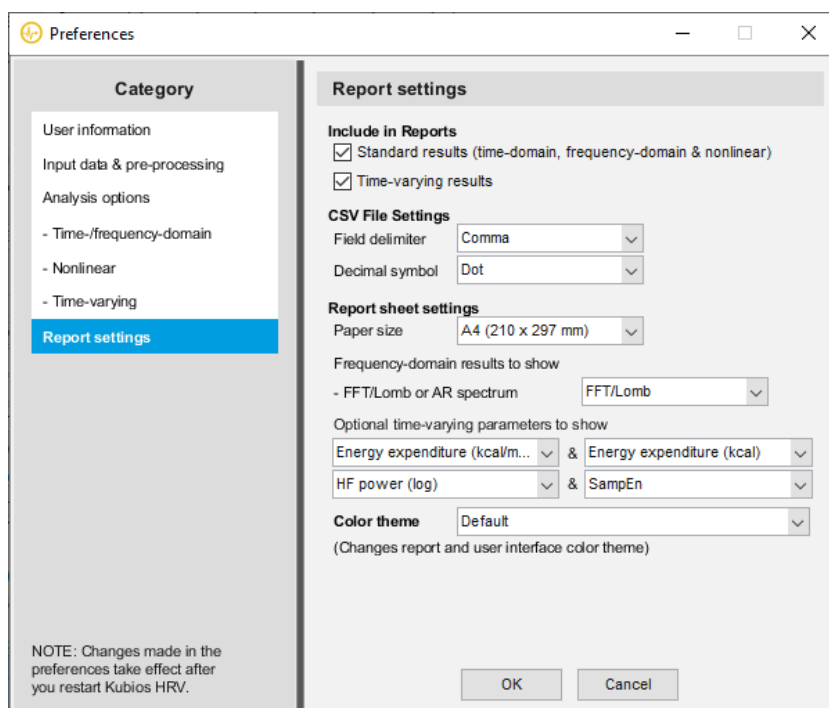 Preferences
Category
User information
Input data & pre-processing
Analysis options
- Time-/frequency-domain
- Nonlinear
- Time-varying
Report settings
NOTE: Changes made in the
preferences take effect after
you restart Kubios HRV.
Report settings
Include in Reports
Standard results (time-domain, frequency-domain & nonlinear)
Time-varying results
CSV File Settings
Field delimiter Comma
Decimal symbol Dot
Report sheet settings
Paper size A4 (210 x 297 mm)
Frequency-domain results to show
- FFT/Lomb or AR spectrum FFT/Lomb
Optional time-varying parameters to show
Energy expenditure (kcal/m... & Energy expenditure (kcal)
HF power (log) & SampEn
Color theme Default
(Changes report and user interface color theme)
OK Cancel